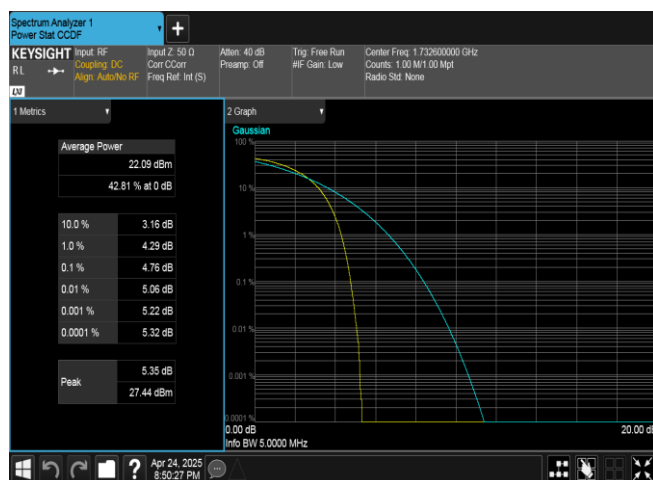 Spectrum Analyzer 1
Power Stat CCDF
+
KEYSIGHT
RL
LXI
Input: RF
Coupling: DC
Align: Auto/No RF
Input Z: 50 Ω
Corr CCorr
Freq Ref: Int (S)
Atten: 40 dB
Preamp: Off
Trig: Free Run
#IF Gain: Low
Center Freq: 1.732600000 GHz
Counts: 1.00 M/1.00 Mpt
Radio Std: None
1 Metrics
Average Power
22.09 dBm
42.81 % at 0 dB
10.0 % 3.16 dB
1.0 % 4.29 dB
0.1 % 4.76 dB
0.01 % 5.06 dB
0.001 % 5.22 dB
0.0001 % 5.32 dB
Peak
5.35 dB
27.44 dBm
2 Graph
Gaussian
100 %
10 %
1 %
0.1 %
0.01 %
0.001 %
0.0001 %
0.00 dB
20.00 dB
Info BW 5.0000 MHz
?
Apr 24, 2025
8:50:27 PM